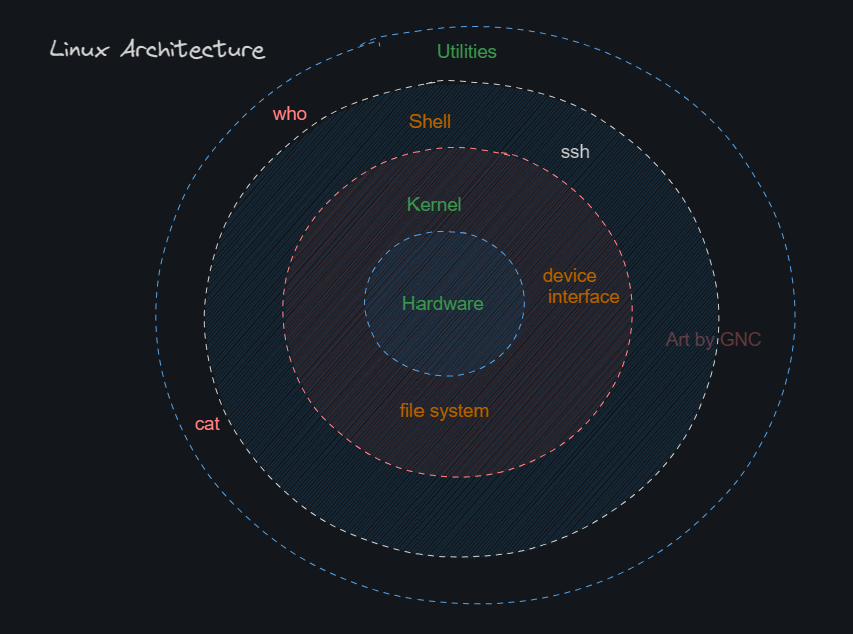 Linux Architecture
Utilities
who
Shell
ssh
Kernel
device
interface
Hardware
Art by GNC
file system
cat